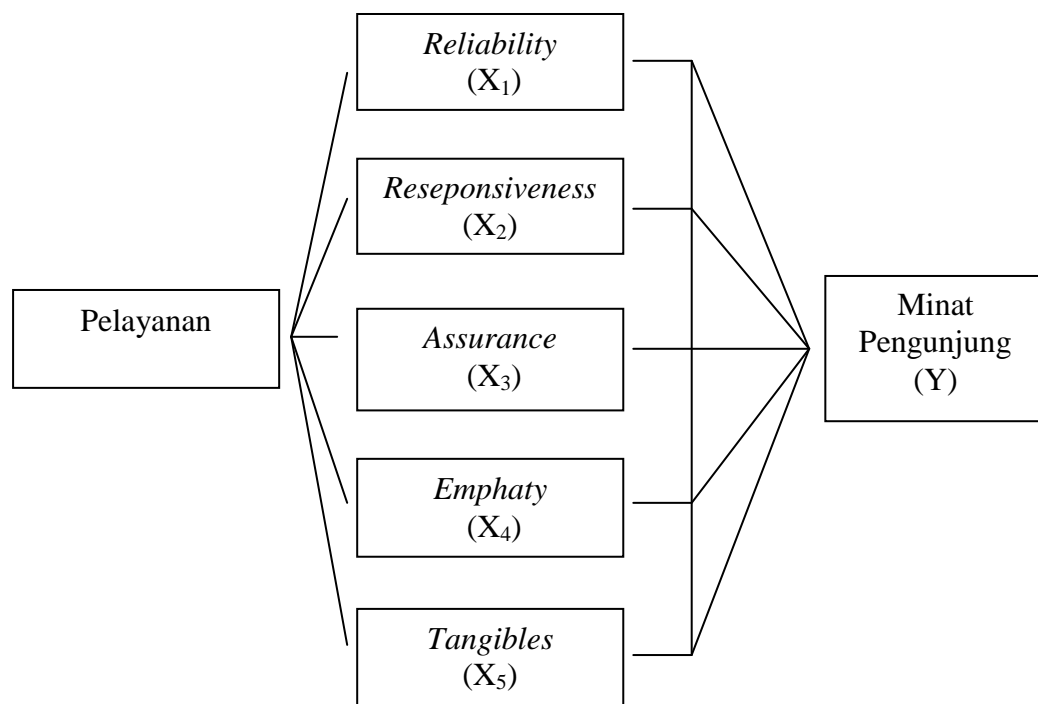 Reliability
(X₁)
Reseponsiveness
(X₂)
Pelayanan
Assurance
(X₃)
Minat
Pengunjung
(Y)
Emphaty
(X₄)
Tangibles
(X₅)